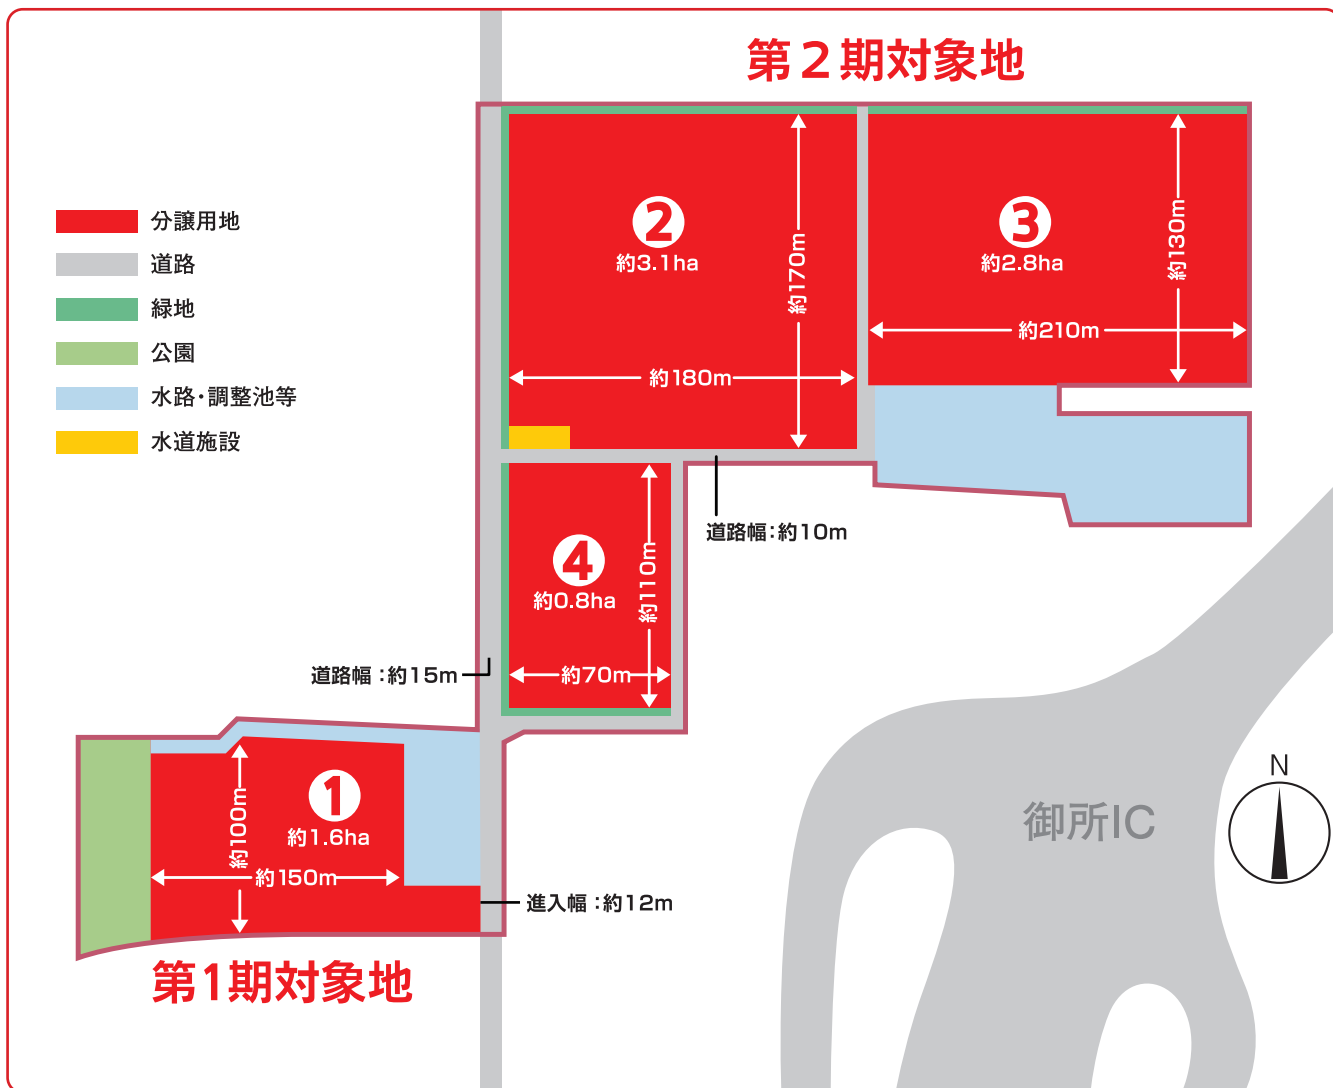 第2期対象地
分譲用地
道路
緑地
公園
水路・調整池等
水道施設
2
約3.1ha
約170m
約180m
3
約2.8ha
約130m
約210m
道路幅:約10m
4
約0.8ha
約110m
約70m
道路幅:約15m
1
約1.6ha
約100m
約150m
進入幅:約12m
第1期対象地
御所IC
N